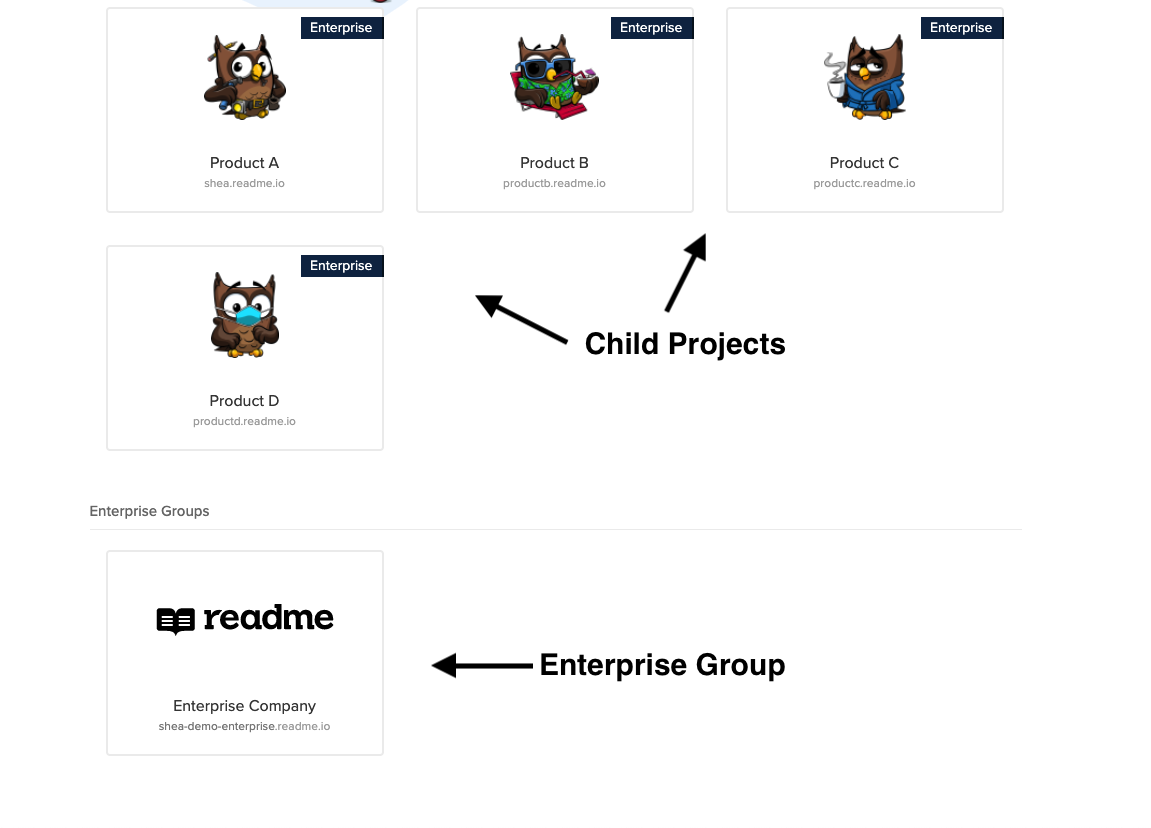 Enterprise
Enterprise
Enterprise
Product A
Product B
Product C
shea.readme.io
productb.readme.io
productc.readme.io
Enterprise
Child Projects
Product D
productd.readme.io
Enterprise Groups
readme
Enterprise Group
Enterprise Company
shea-demo-enterprise.readme.io